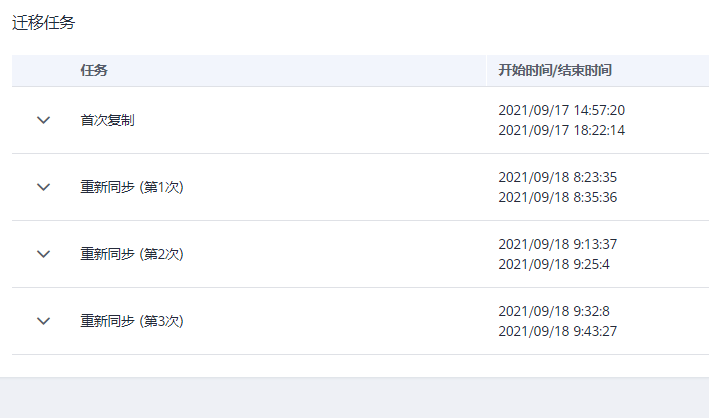 迁移任务
任务 开始时间/结束时间
首次复制
2021/09/17 14:57:20
2021/09/17 18:22:14
重新同步 (第1次)
2021/09/18 8:23:35
2021/09/18 8:35:36
重新同步 (第2次)
2021/09/18 9:13:37
2021/09/18 9:25:4
重新同步 (第3次)
2021/09/18 9:32:8
2021/09/18 9:43:27